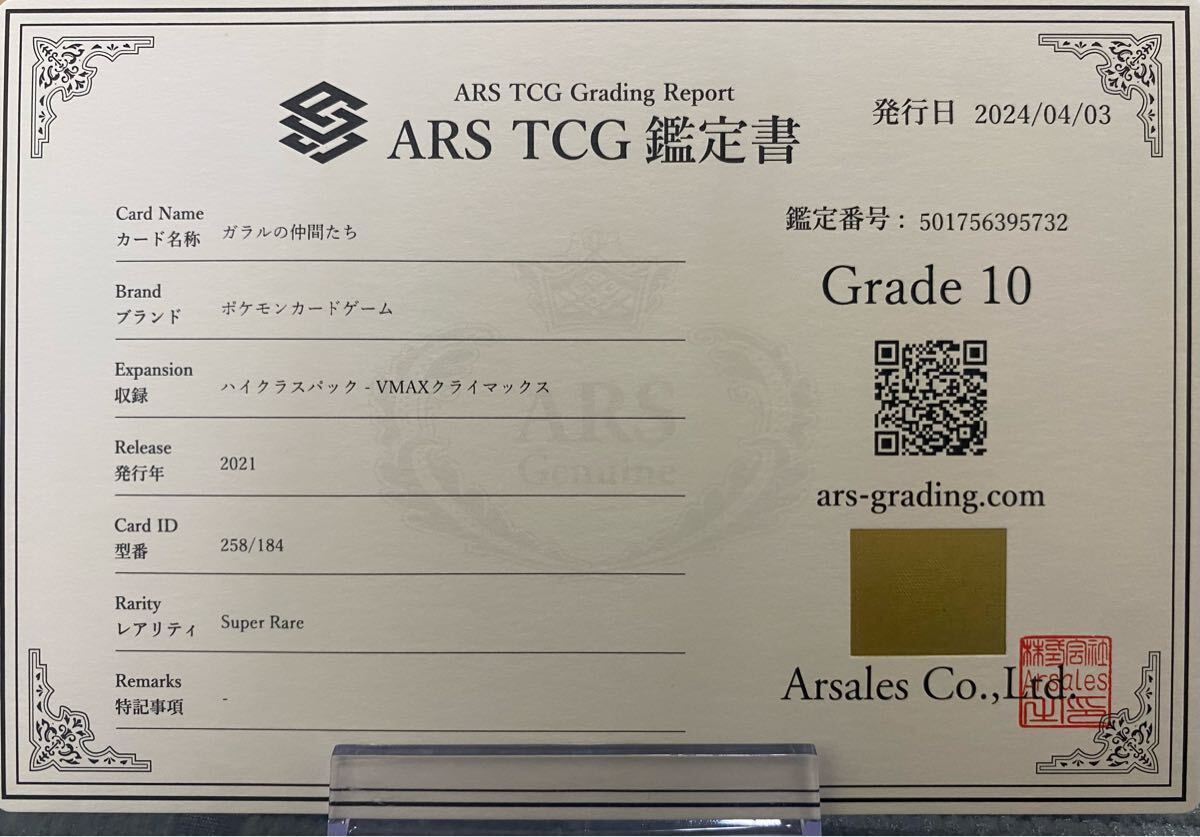 ARS TCG Grading Report
ARS TCG 鑑定書
発行日 2024/04/03
Card Name
カード名称 ガラルの仲間たち
Brand
ブランド ポケモンカードゲーム
Expansion
収録 ハイクラスパック - VMAXクライマックス
Release
発行年 2021
Card ID
型番 258/184
Rarity
レアリティ Super Rare
Remarks
特記事項 -
鑑定番号： 501756395732
Grade 10
ars-grading.com
Arsales Co.,Ltd.
株式会社
Arsales
ARS
Genuine